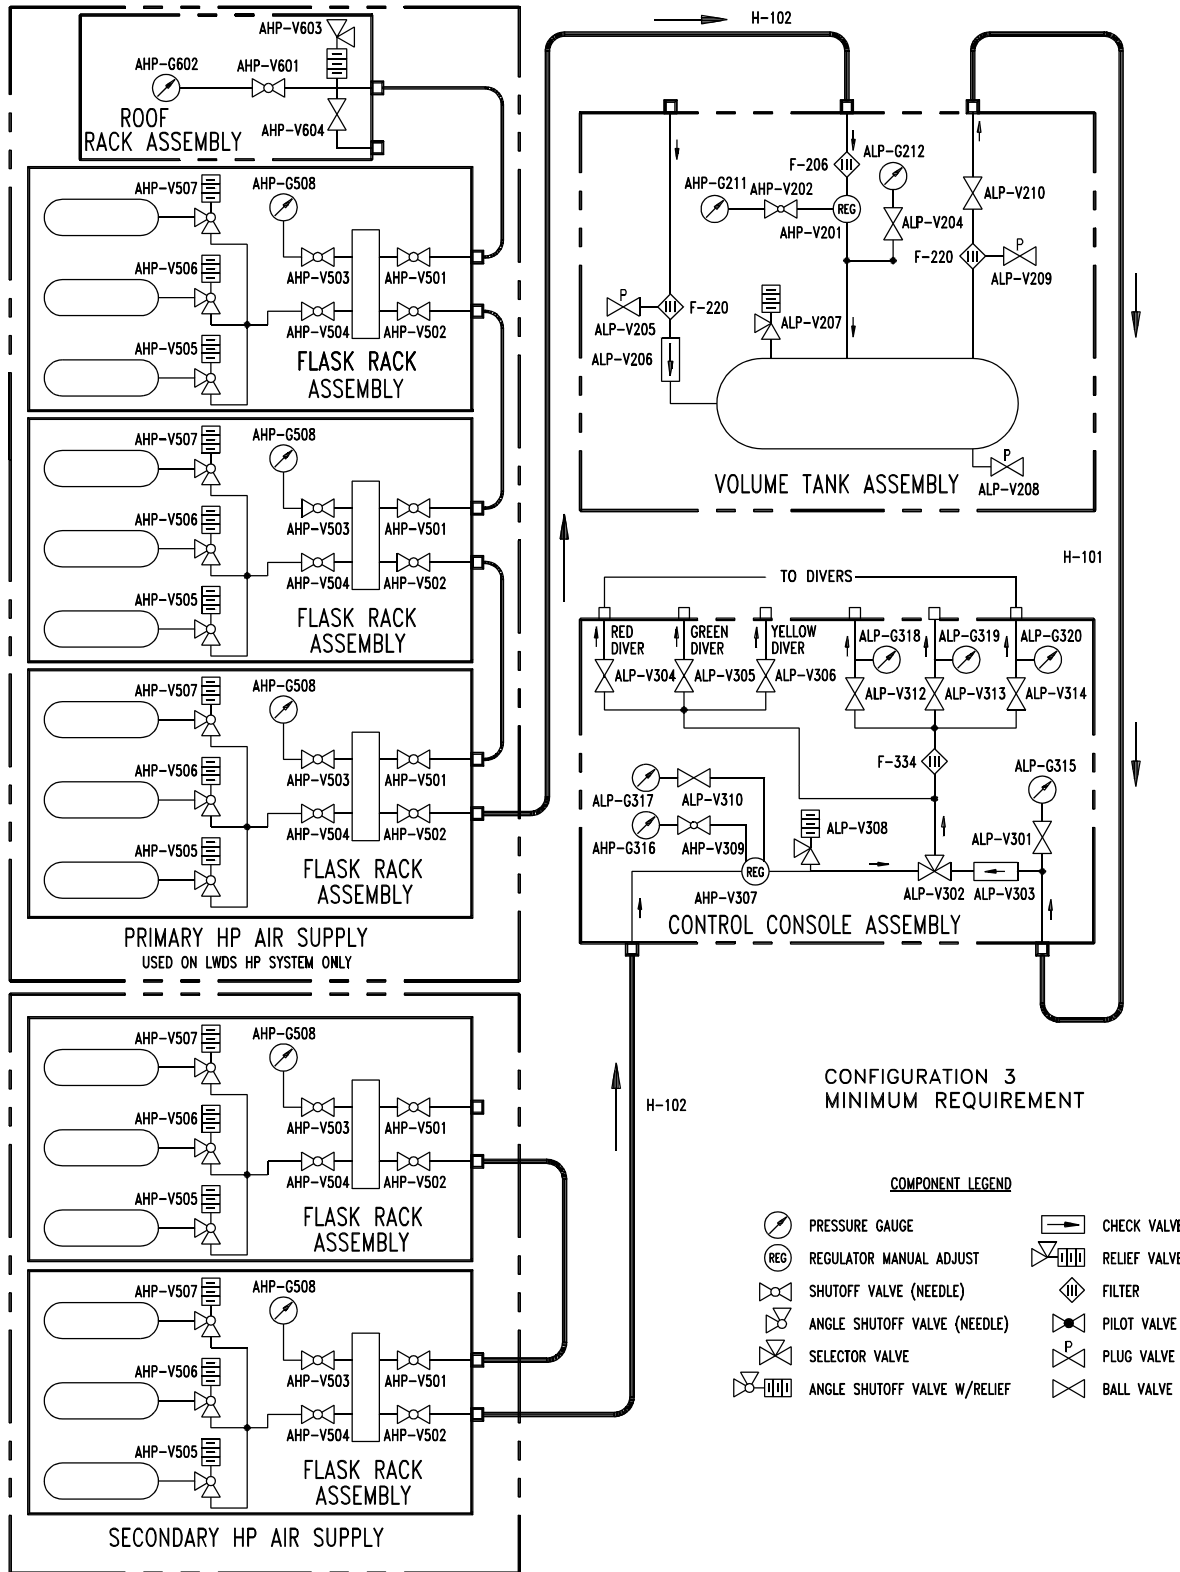 AHP-V603
AHP-G602
AHP-V601
ROOF
RACK ASSEMBLY
AHP-V604
AHP-V507
AHP-G508
AHP-V506
AHP-V503
AHP-V501
AHP-V505
AHP-V504
AHP-V502
FLASK RACK
ASSEMBLY
AHP-V507
AHP-G508
AHP-V506
AHP-V503
AHP-V501
AHP-V505
AHP-V504
AHP-V502
FLASK RACK
ASSEMBLY
AHP-V507
AHP-G508
AHP-V506
AHP-V503
AHP-V501
AHP-V505
AHP-V504
AHP-V502
FLASK RACK
ASSEMBLY
PRIMARY HP AIR SUPPLY
USED ON LWDS HP SYSTEM ONLY
AHP-V507
AHP-G508
AHP-V506
AHP-V503
AHP-V501
AHP-V505
AHP-V504
AHP-V502
FLASK RACK
ASSEMBLY
AHP-V507
AHP-G508
AHP-V506
AHP-V503
AHP-V501
AHP-V505
AHP-V504
AHP-V502
FLASK RACK
ASSEMBLY
SECONDARY HP AIR SUPPLY
H-102
F-206
ALP-G212
AHP-G211
AHP-V202
REG
AHP-V201
ALP-V204
ALP-V210
F-220
P
ALP-V209
P
ALP-V205
F-220
ALP-V207
ALP-V206
P
ALP-V208
VOLUME TANK ASSEMBLY
H-101
TO DIVERS
RED
DIVER
GREEN
DIVER
YELLOW
DIVER
ALP-G318
ALP-G319
ALP-G320
ALP-V304
ALP-V305
ALP-V306
ALP-V312
ALP-V313
ALP-V314
F-334
ALP-G315
ALP-G317
ALP-V310
AHP-G316
AHP-V309
ALP-V308
ALP-V301
REG
AHP-V307
ALP-V302
ALP-V303
CONTROL CONSOLE ASSEMBLY
H-102
CONFIGURATION 3
MINIMUM REQUIREMENT
COMPONENT LEGEND
PRESSURE GAUGE
CHECK VALVE
REG
REGULATOR MANUAL ADJUST
RELIEF VALVE
SHUTOFF VALVE (NEEDLE)
FILTER
ANGLE SHUTOFF VALVE (NEEDLE)
PILOT VALVE
SELECTOR VALVE
P
PLUG VALVE
ANGLE SHUTOFF VALVE W/RELIEF
BALL VALVE